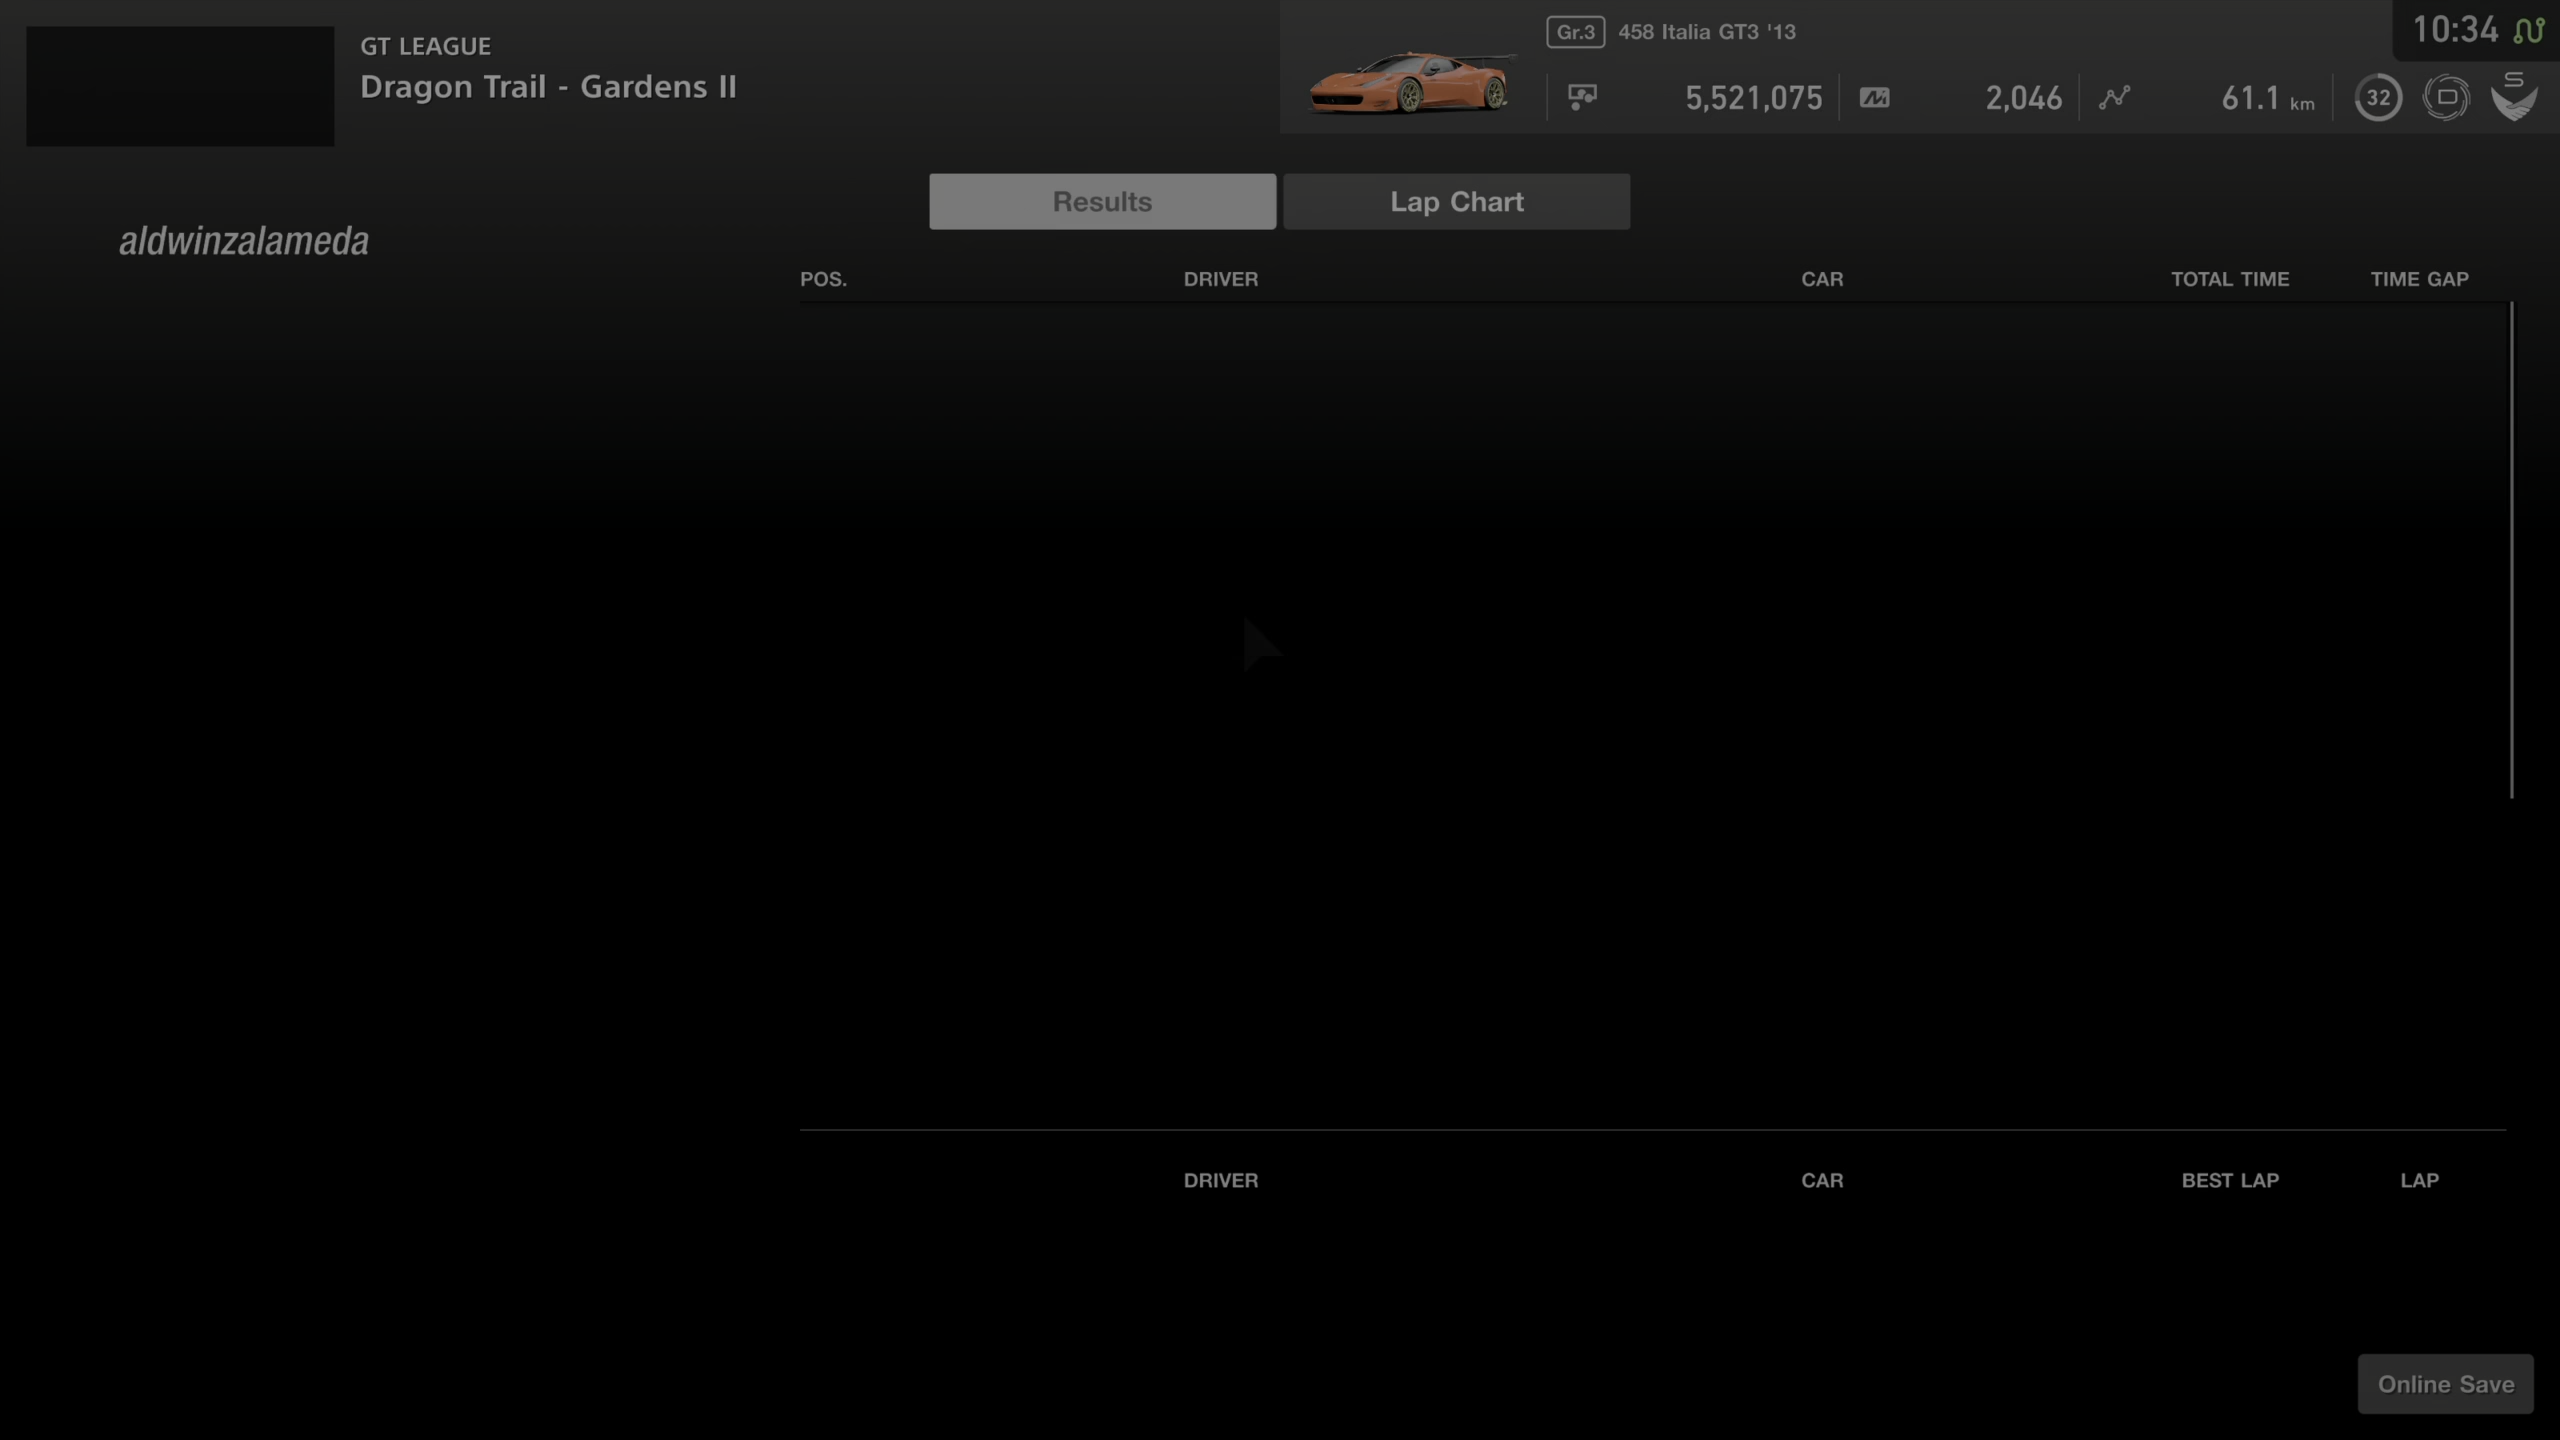 GT LEAGUE
Dragon Trail - Gardens II
Gr.3 458 Italia GT3 '13
10:34
5,521,075 2,046 61.1 km 32 D S
Results Lap Chart
aldwinzalameda
POS. DRIVER CAR TOTAL TIME TIME GAP
DRIVER CAR BEST LAP LAP
Online Save